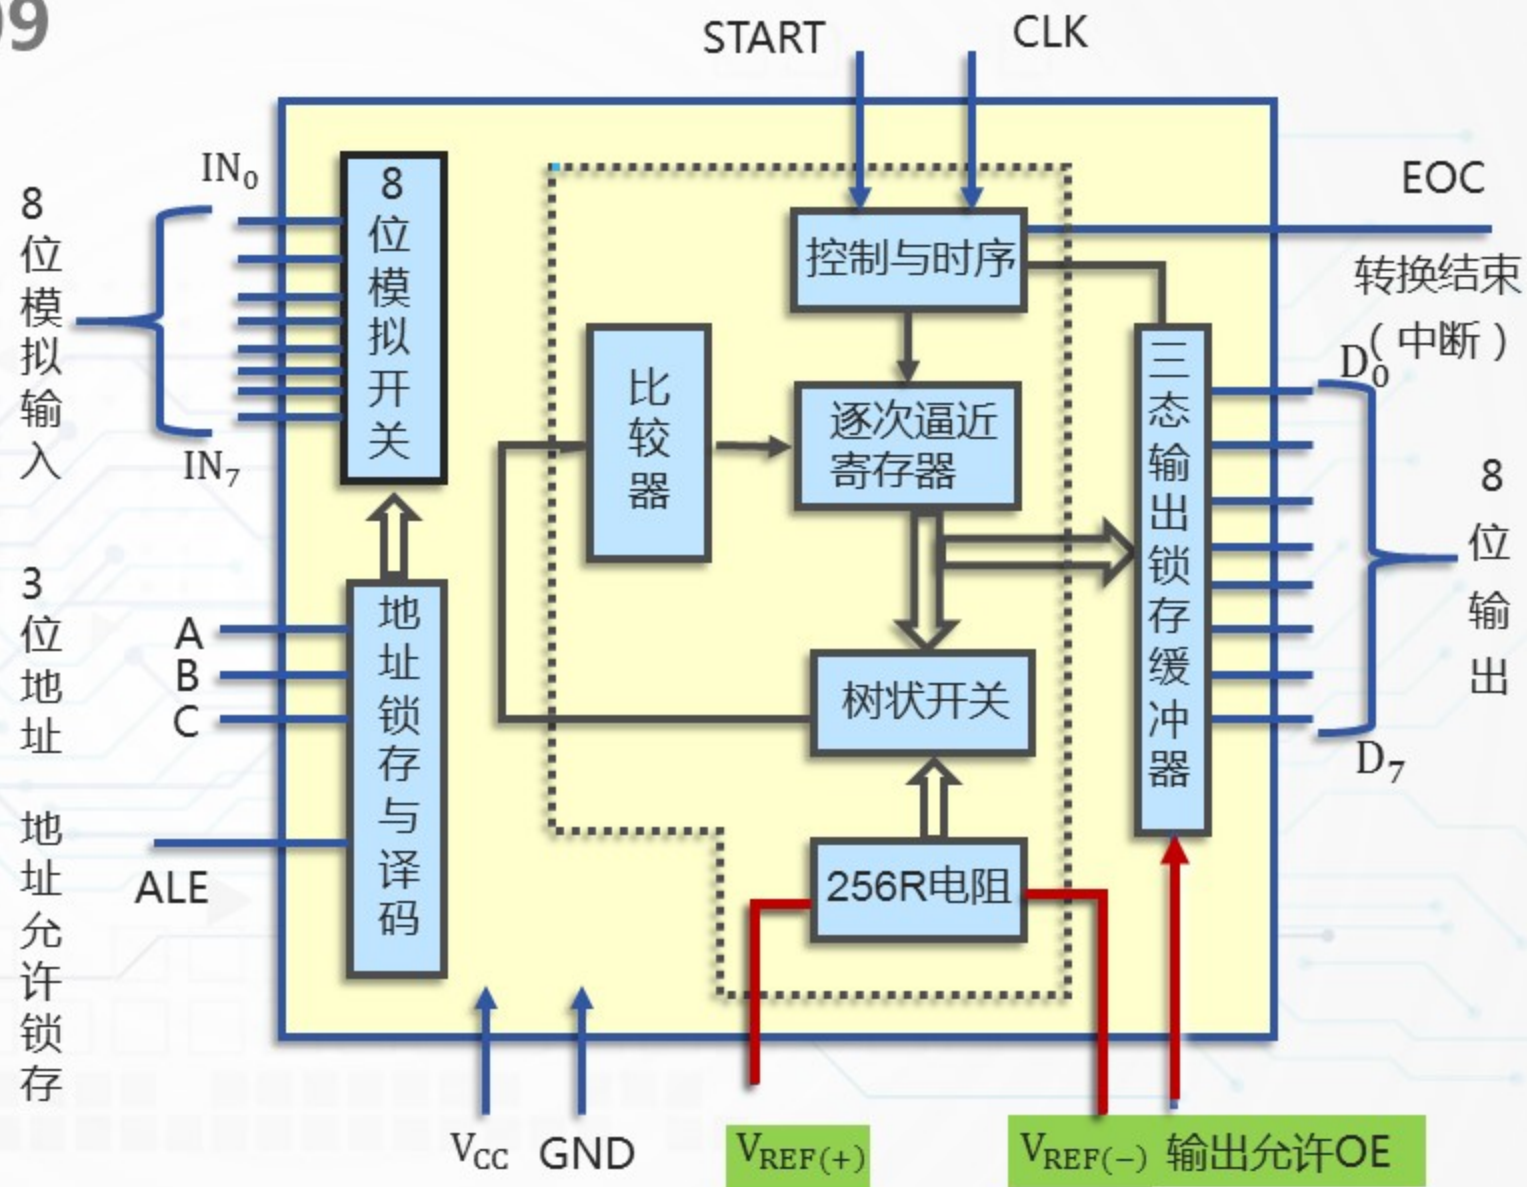 09
START
CLK
IN0
8位模拟输入
IN7
8位模拟开关
控制与时序
EOC
转换结束
(中断)
比较器
逐次逼近
寄存器
三态输出锁存缓冲器
D0
8位输出
D7
3位地址
A
B
C
地址锁存与译码
树状开关
256R电阻
地址允许锁存
ALE
VCC
GND
VREF(+)
VREF(−)
输出允许OE